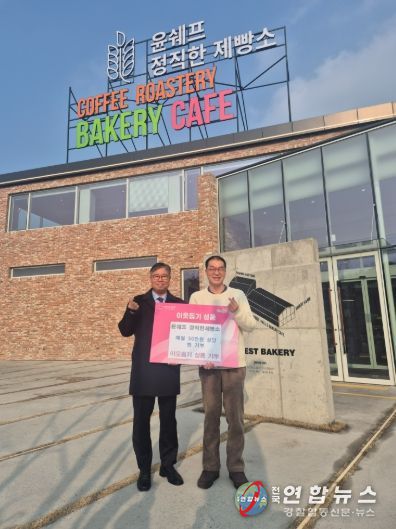 윤쉐프
정직한 제빵소
COFFEE ROASTERY
BAKERY CAFE
이웃돕기 성품
윤쉐프 정직한제빵소
매월 50만원 상당
빵 기부
이웃돕기 성품 기부
EST BAKERY
전국 연합뉴스
경찰합동신문·뉴스